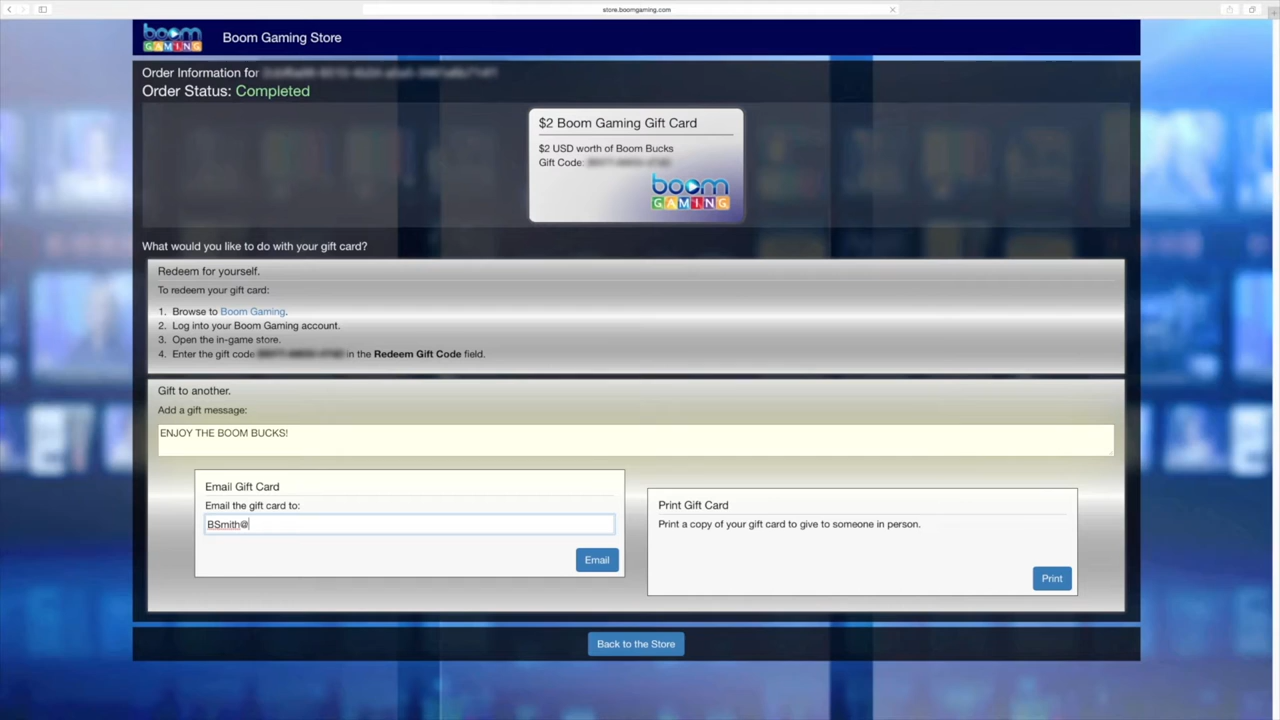 store.boomgaming.com
boom GAMING
Boom Gaming Store
Order Information for
Order Status: Completed
$2 Boom Gaming Gift Card
$2 USD worth of Boom Bucks
Gift Code:
boom
GAMING
What would you like to do with your gift card?
Redeem for yourself.
To redeem your gift card:
1. Browse to Boom Gaming.
2. Log into your Boom Gaming account.
3. Open the in-game store.
4. Enter the gift code in the Redeem Gift Code field.
Gift to another.
Add a gift message:
ENJOY THE BOOM BUCKS!
Email Gift Card
Email the gift card to:
BSmith@
Email
Print Gift Card
Print a copy of your gift card to give to someone in person.
Print
Back to the Store